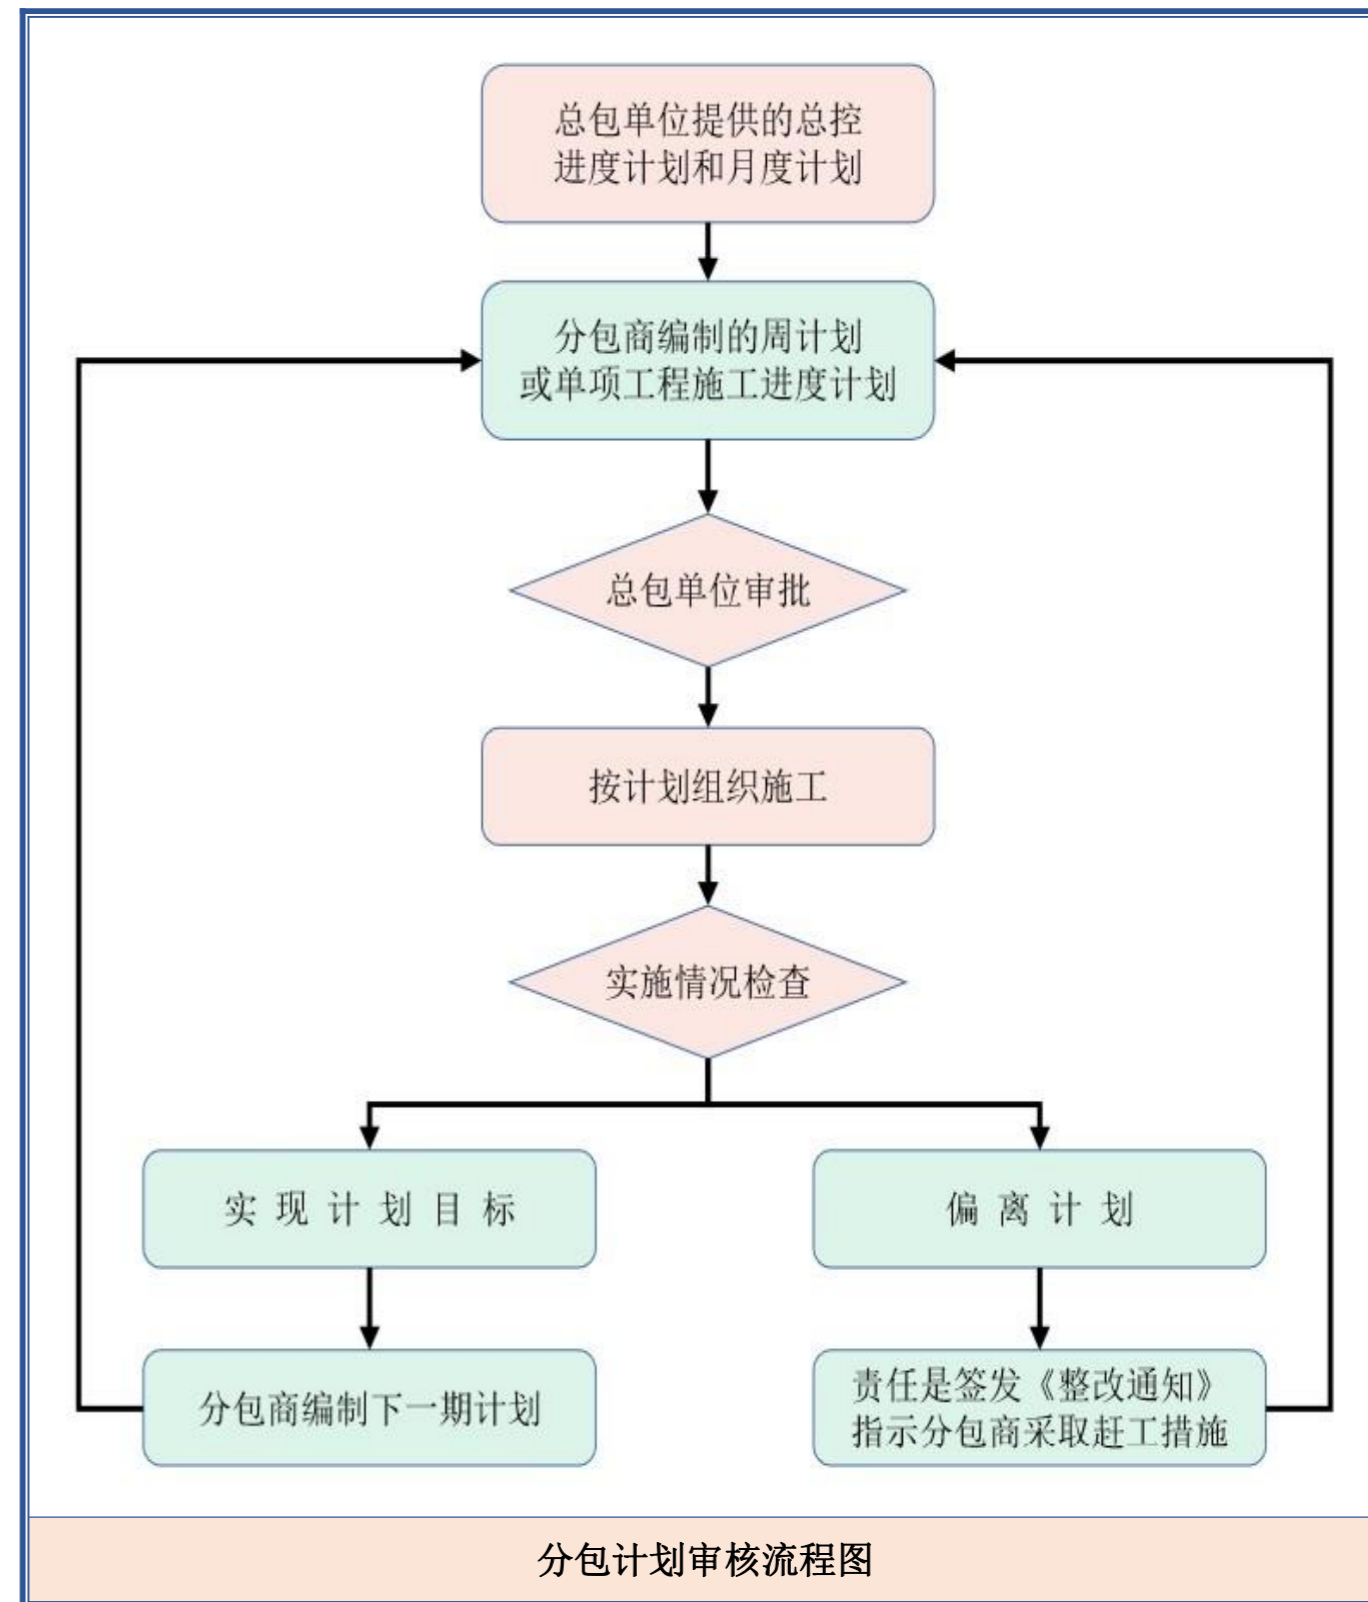 总包单位提供的总控
进度计划和月度计划
分包商编制的周计划
或单项工程施工进度计划
总包单位审批
按计划组织施工
实施情况检查
实现计划目标
偏离计划
分包商编制下一期计划
责任是签发《整改通知》
指示分包商采取赶工措施
分包计划审核流程图